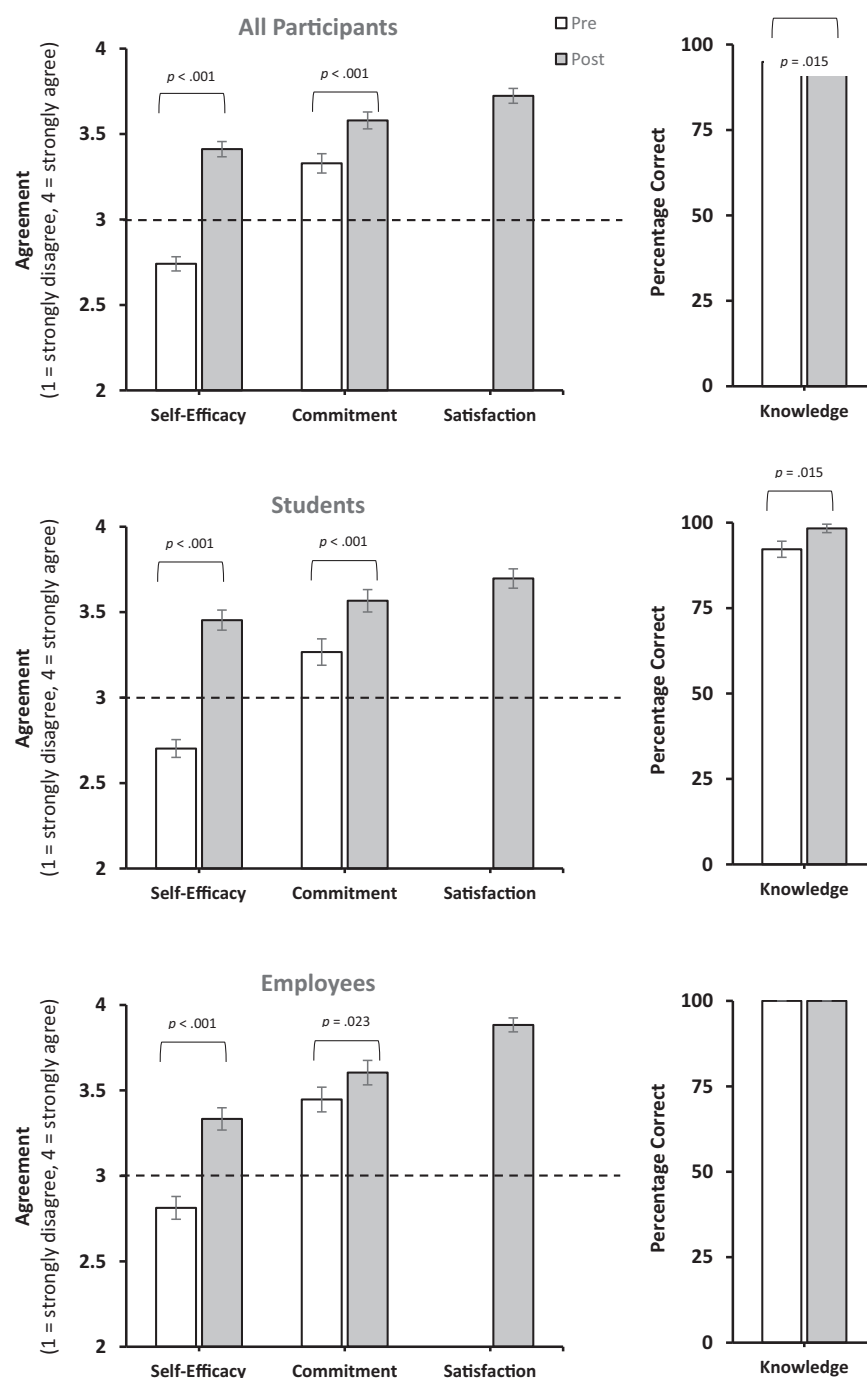 All Participants
Pre
Post
Agreement
(1 = strongly disagree, 4 = strongly agree)
4
3.5
3
2.5
2
p < .001
p < .001
Self-Efficacy
Commitment
Satisfaction
Percentage Correct
100
75
50
25
0
p = .015
Knowledge
Students
Agreement
(1 = strongly disagree, 4 = strongly agree)
4
3.5
3
2.5
2
p < .001
p < .001
Self-Efficacy
Commitment
Satisfaction
Percentage Correct
100
75
50
25
0
p = .015
Knowledge
Employees
Agreement
(1 = strongly disagree, 4 = strongly agree)
4
3.5
3
2.5
2
p < .001
p = .023
Self-Efficacy
Commitment
Satisfaction
Percentage Correct
100
75
50
25
0
Knowledge